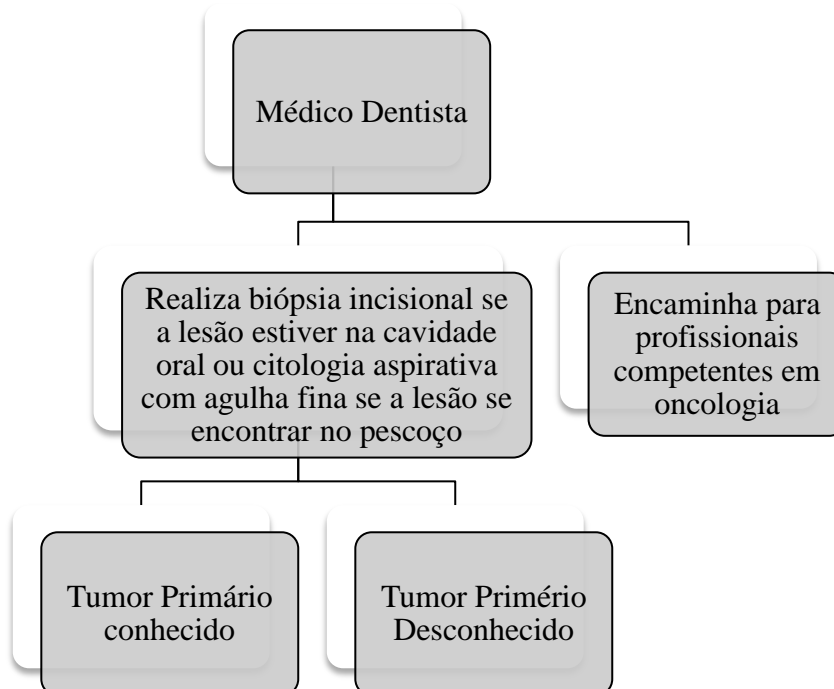 Médico Dentista
Realiza biópsia incisional se
a lesão estiver na cavidade
oral ou citologia aspirativa
com agulha fina se a lesão se
encontrar no pescoço
Encaminha para
profissionais
competentes em
oncologia
Tumor Primário
conhecido
Tumor Primério
Desconhecido